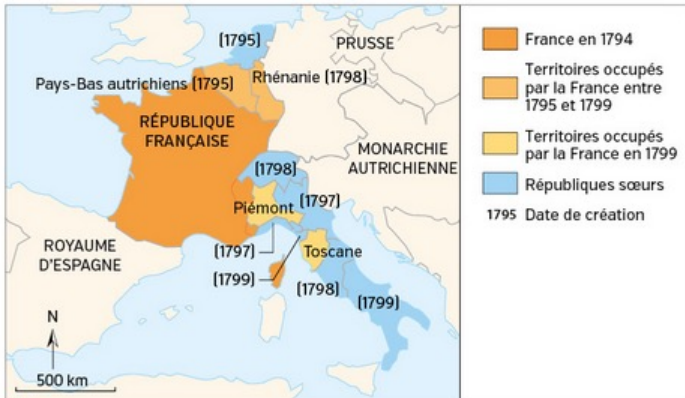 (1795)
PRUSSE
Pays-Bas autrichiens (1795)
Rhénanie (1798)
RÉPUBLIQUE
FRANÇAISE
MONARCHIE
AUTRICHIENNE
(1798)
(1797)
Piémont
ROYAUME
D'ESPAGNE
(1797)
Toscane
(1799)
(1798)
(1799)
N
500 km
France en 1794
Territoires occupés
par la France entre
1795 et 1799
Territoires occupés
par la France en 1799
Républiques sœurs
1795 Date de création